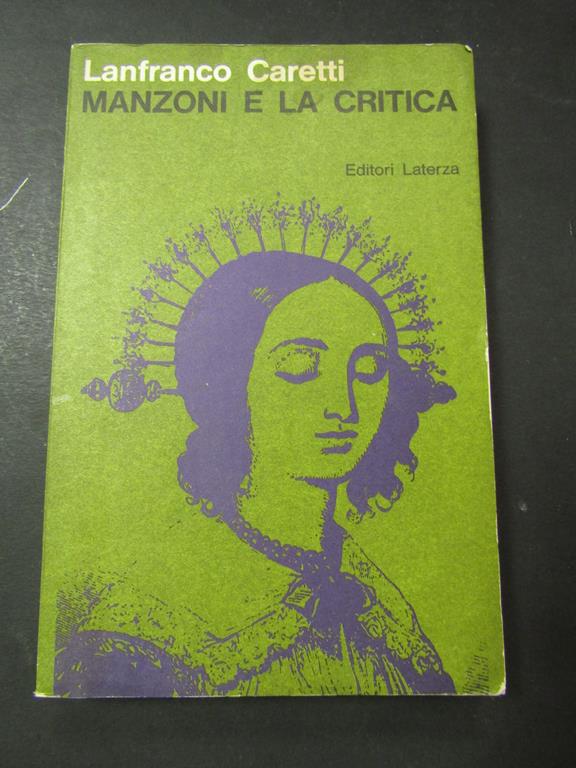 Lanfranco Caretti
MANZONI E LA CRITICA
Editori Laterza